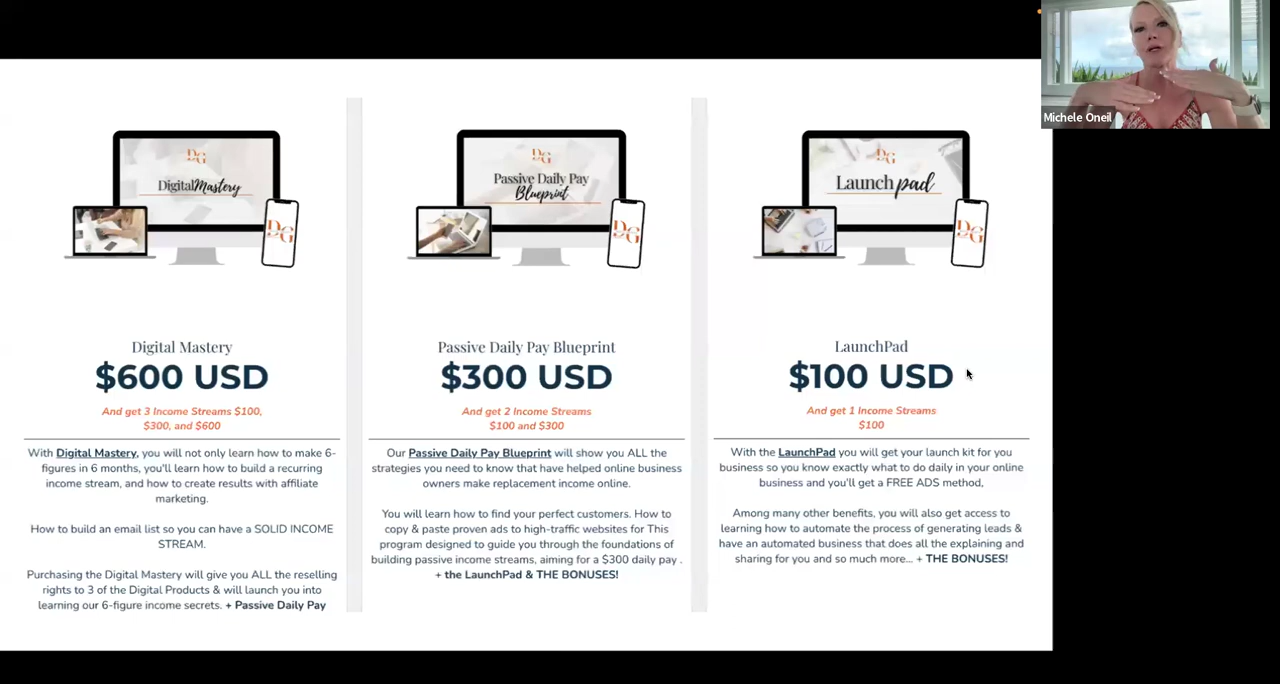 Michele Oneil
DG
DigitalMastery
DG
DG
Passive Daily Pay
Blueprint
DG
DG
Launchpad
DG
Digital Mastery
$600 USD
And get 3 Income Streams $100,
$300, and $600
With Digital Mastery, you will not only learn how to make 6-
figures in 6 months, you'll learn how to build a recurring
income stream, and how to create results with affiliate
marketing.
How to build an email list so you can have a SOLID INCOME
STREAM.
Purchasing the Digital Mastery will give you ALL the reselling
rights to 3 of the Digital Products & will launch you into
learning our 6-figure income secrets. + Passive Daily Pay
Passive Daily Pay Blueprint
$300 USD
And get 2 Income Streams
$100 and $300
Our Passive Daily Pay Blueprint will show you ALL the
strategies you need to know that have helped online business
owners make replacement income online.
You will learn how to find your perfect customers. How to
copy & paste proven ads to high-traffic websites for This
program designed to guide you through the foundations of
building passive income streams, aiming for a $300 daily pay .
+ the LaunchPad & THE BONUSES!
LaunchPad
$100 USD
And get 1 Income Streams
$100
With the LaunchPad you will get your launch kit for you
business so you know exactly what to do daily in your online
business and you'll get a FREE ADS method,
Among many other benefits, you will also get access to
learning how to automate the process of generating leads &
have an automated business that does all the explaining and
sharing for you and so much more... + THE BONUSES!